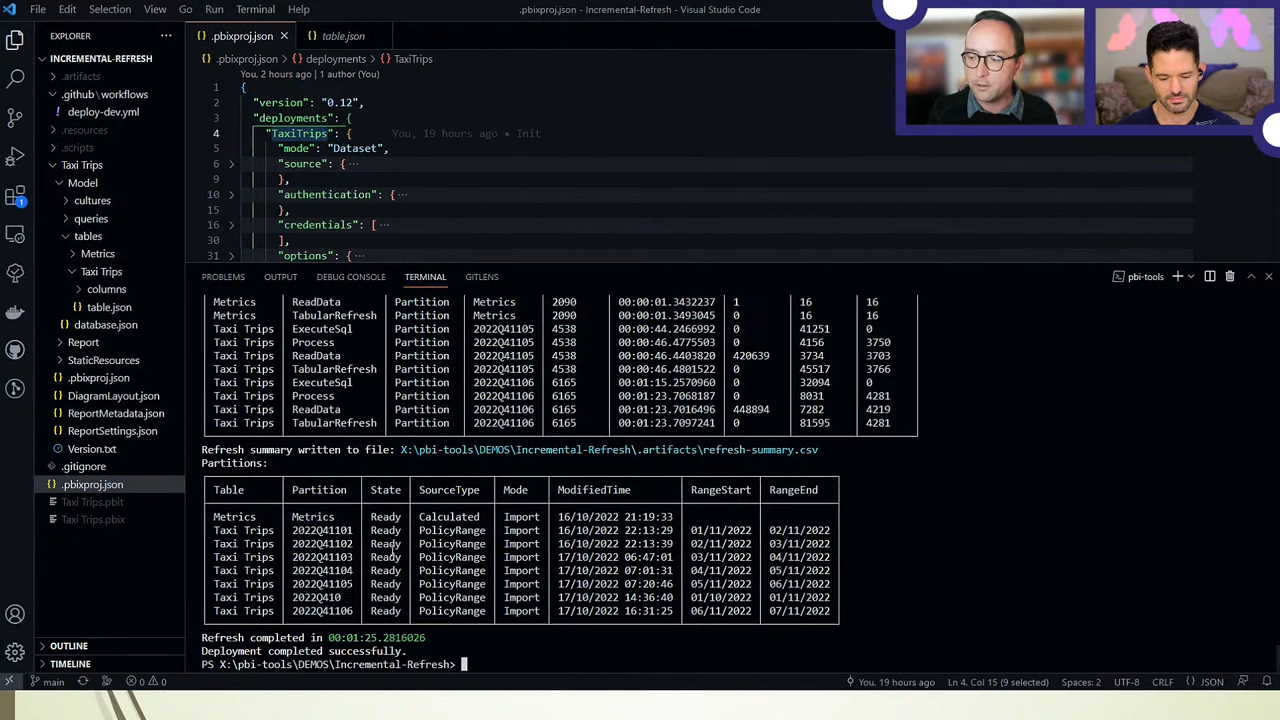 File Edit Selection View Go Run Terminal Help
.pbixproj.json - Incremental-Refresh - Visual Studio Code
EXPLORER
INCREMENTAL-REFRESH
.artifacts
.github\workflows
deploy-dev.yml
.resources
.scripts
Taxi Trips
Model
cultures
queries
tables
Metrics
Taxi Trips
columns
table.json
database.json
Report
StaticResources
.pbixproj.json
DiagramLayout.json
ReportMetadata.json
ReportSettings.json
Version.txt
.gitignore
.pbixproj.json
Taxi Trips.pbit
Taxi Trips.pbix
OUTLINE
TIMELINE
1
.pbixproj.json table.json
.pbixproj.json > {} deployments > {} TaxiTrips
You, 2 hours ago | 1 author (You)
1 {
2 "version": "0.12",
3 "deployments": {
4 "TaxiTrips": { You, 19 hours ago • Init
5 "mode": "Dataset",
6 "source": { ...
9 },
10 "authentication": { ...
15 },
16 "credentials": [ ...
30 ],
31 "options": { ...
PROBLEMS OUTPUT DEBUG CONSOLE TERMINAL GITLENS
pbi-tools
Metrics ReadData Partition Metrics 2090 00:00:01.3432237 1 16 16
Metrics TabularRefresh Partition Metrics 2090 00:00:01.3493045 0 16 16
Taxi Trips ExecuteSql Partition 2022Q41105 4538 00:00:44.2466992 0 41251 0
Taxi Trips Process Partition 2022Q41105 4538 00:00:46.4775503 0 4156 3750
Taxi Trips ReadData Partition 2022Q41105 4538 00:00:46.4403820 420639 3734 3703
Taxi Trips TabularRefresh Partition 2022Q41105 4538 00:00:46.4801522 0 45517 3766
Taxi Trips ExecuteSql Partition 2022Q41106 6165 00:01:15.2570960 0 32094 0
Taxi Trips Process Partition 2022Q41106 6165 00:01:23.7068187 0 8031 4281
Taxi Trips ReadData Partition 2022Q41106 6165 00:01:23.7016496 448894 7282 4219
Taxi Trips TabularRefresh Partition 2022Q41106 6165 00:01:23.7097241 0 81595 4281
Refresh summary written to file: X:\pbi-tools\DEMOS\Incremental-Refresh\.artifacts\refresh-summary.csv
Partitions:
Table Partition State SourceType Mode ModifiedTime RangeStart RangeEnd
Metrics Metrics Ready Calculated Import 16/10/2022 21:19:33
Taxi Trips 2022Q41101 Ready PolicyRange Import 16/10/2022 22:13:29 01/11/2022 02/11/2022
Taxi Trips 2022Q41102 Ready PolicyRange Import 16/10/2022 22:13:39 02/11/2022 03/11/2022
Taxi Trips 2022Q41103 Ready PolicyRange Import 17/10/2022 06:47:01 03/11/2022 04/11/2022
Taxi Trips 2022Q41104 Ready PolicyRange Import 17/10/2022 07:01:31 04/11/2022 05/11/2022
Taxi Trips 2022Q41105 Ready PolicyRange Import 17/10/2022 07:20:46 05/11/2022 06/11/2022
Taxi Trips 2022Q410 Ready PolicyRange Import 17/10/2022 14:36:40 01/10/2022 01/11/2022
Taxi Trips 2022Q41106 Ready PolicyRange Import 17/10/2022 16:31:25 06/11/2022 07/11/2022
Refresh completed in 00:01:25.2816026
Deployment completed successfully.
PS X:\pbi-tools\DEMOS\Incremental-Refresh>
main 0 0 You, 19 hours ago Ln 4, Col 15 (9 selected) Spaces: 2 UTF-8 CRLF {} JSON